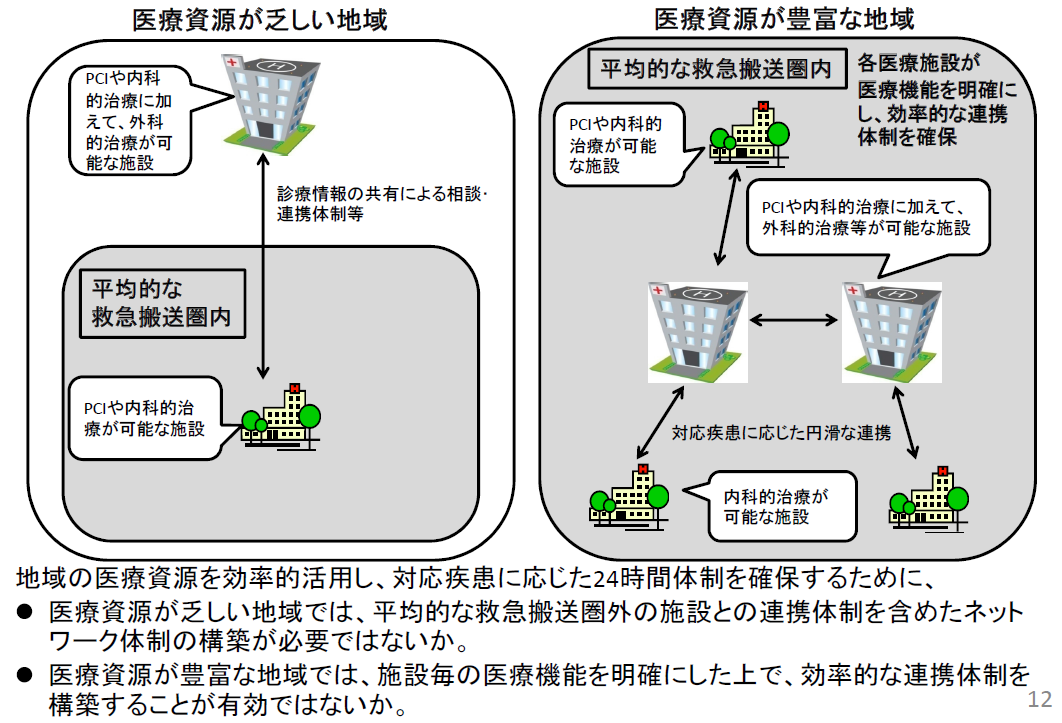 医療資源が乏しい地域
PCIや内科
的治療に加
えて、外科
的治療が可
能な施設
診療情報の共有による相談・
連携体制等
平均的な
救急搬送圏内
PCIや内科的治
療が可能な施設
医療資源が豊富な地域
平均的な救急搬送圏内
各医療施設が
医療機能を明確に
し、効率的な連携
体制を確保
PCIや内科的
治療が可能
な施設
PCIや内科的治療に加えて、
外科的治療等が可能な施設
対応疾患に応じた円滑な連携
内科的治療が
可能な施設
地域の医療資源を効率的活用し、対応疾患に応じた24時間体制を確保するために、
● 医療資源が乏しい地域では、平均的な救急搬送圏外の施設との連携体制を含めたネット
ワーク体制の構築が必要ではないか。
● 医療資源が豊富な地域では、施設毎の医療機能を明確にした上で、効率的な連携体制を
構築することが有効ではないか。
12